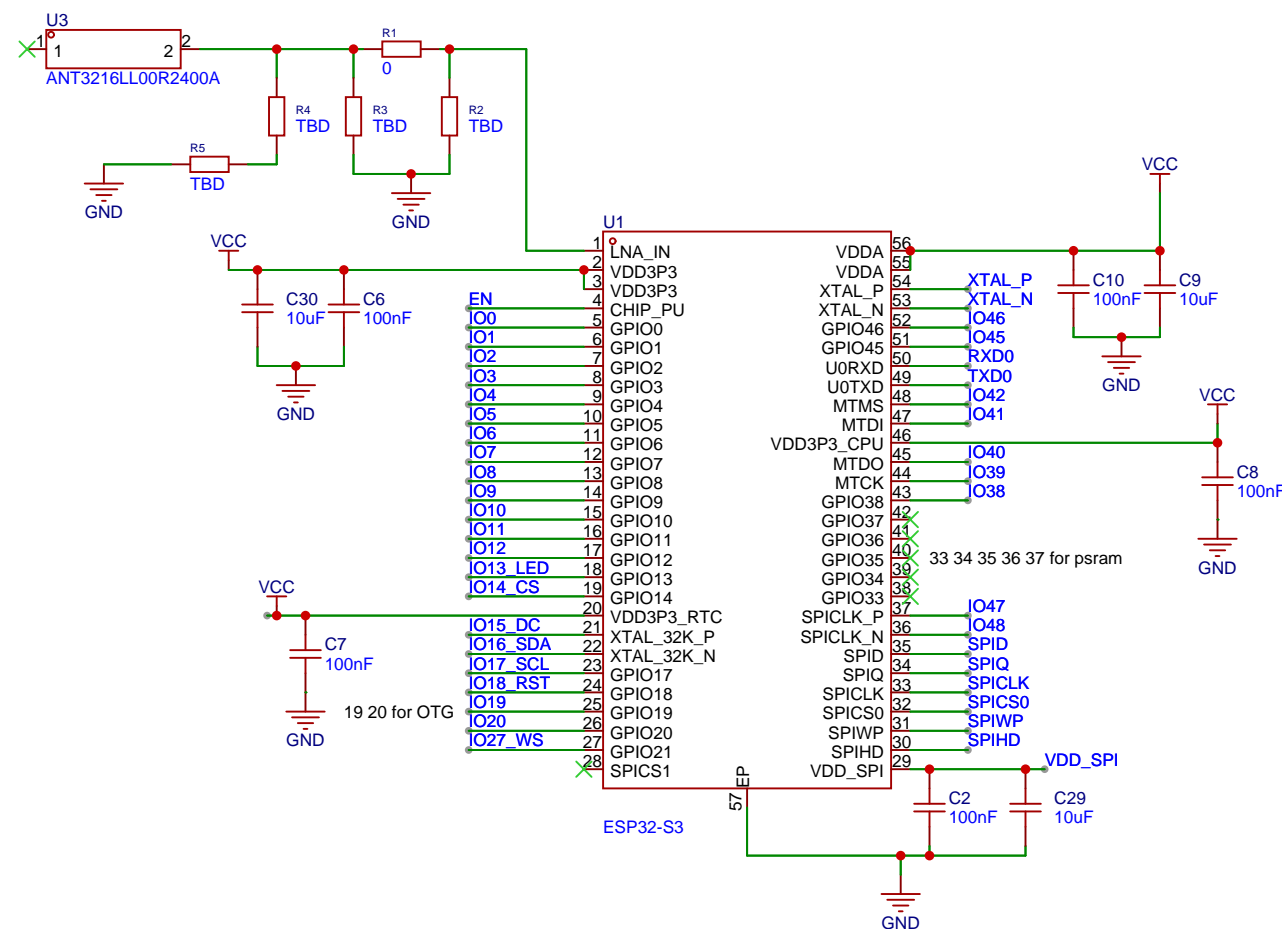 U3
1
1
2
2
ANT3216LL00R2400A
R1
0
R4
TBD
R3
TBD
R2
TBD
R5
TBD
GND
GND
VCC
C30
10uF
C6
100nF
GND
VCC
C10
100nF
C9
10uF
GND
VCC
C8
100nF
GND
U1
1 LNA_IN
2 VDD3P3
3 VDD3P3
EN 4 CHIP_PU
IO0 5 GPIO0
IO1 6 GPIO1
IO2 7 GPIO2
IO3 8 GPIO3
IO4 9 GPIO4
IO5 10 GPIO5
IO6 11 GPIO6
IO7 12 GPIO7
IO8 13 GPIO8
IO9 14 GPIO9
IO10 15 GPIO10
IO11 16 GPIO11
IO12 17 GPIO12
IO13_LED 18 GPIO13
IO14_CS 19 GPIO14
20 VDD3P3_RTC
IO15_DC 21 XTAL_32K_P
IO16_SDA 22 XTAL_32K_N
IO17_SCL 23 GPIO17
IO18_RST 24 GPIO18
IO19 25 GPIO19
IO20 26 GPIO20
IO27_WS 27 GPIO21
28 SPICS1
VDDA 56
VDDA 55
XTAL_P 54 XTAL_P
XTAL_N 53 XTAL_N
GPIO46 52 IO46
GPIO45 51 IO45
U0RXD 50 RXD0
U0TXD 49 TXD0
MTMS 48 IO42
MTDI 47 IO41
VDD3P3_CPU 46
MTDO 45 IO40
MTCK 44 IO39
GPIO38 43 IO38
GPIO37 42
GPIO36 41
GPIO35 40
GPIO34 39
GPIO33 38
33 34 35 36 37 for psram
SPICLK_P 37 IO47
SPICLK_N 36 IO48
SPID 35 SPID
SPIQ 34 SPIQ
SPICLK 33 SPICLK
SPICS0 32 SPICS0
SPIWP 31 SPIWP
SPIHD 30 SPIHD
VDD_SPI 29 VDD_SPI
VCC
C7
100nF
GND
19 20 for OTG
57 EP
ESP32-S3
C2
100nF
C29
10uF
GND